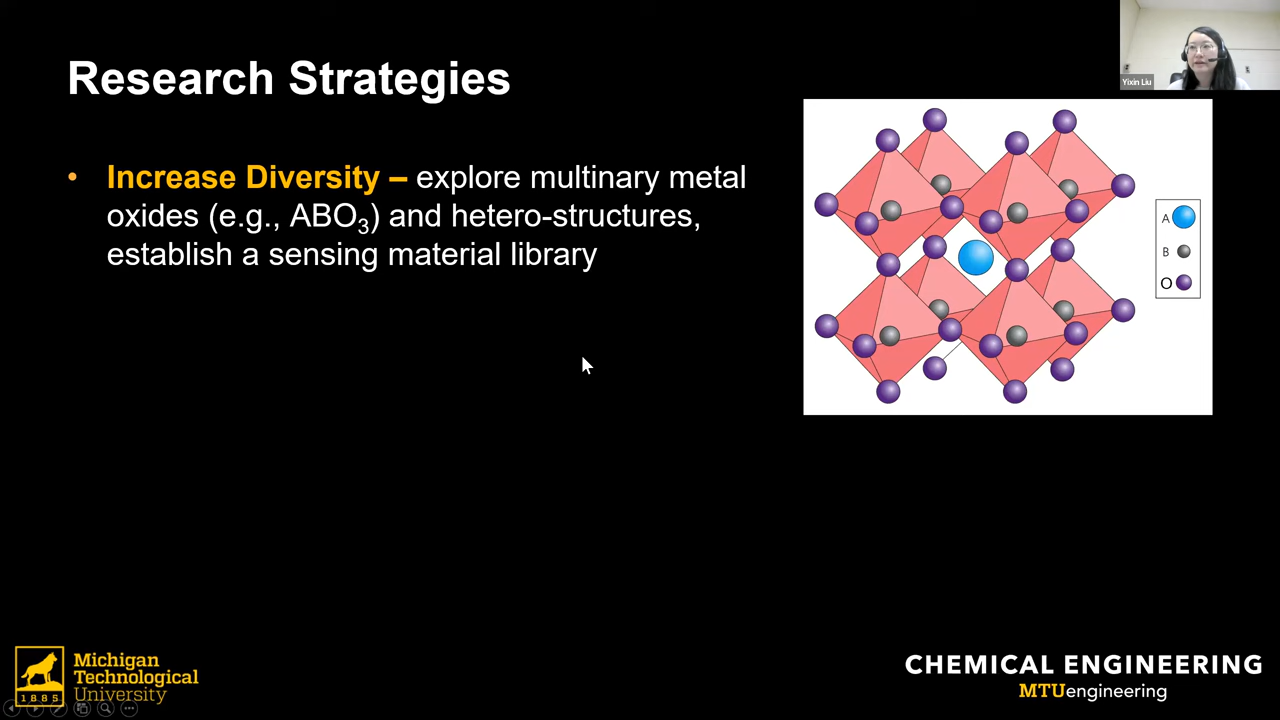 Research Strategies
Yixin Liu
• Increase Diversity – explore multinary metal
oxides (e.g., ABO₃) and hetero-structures,
establish a sensing material library
A
B
O
Michigan
Technological
University
1885
CHEMICAL ENGINEERING
MTUengineering